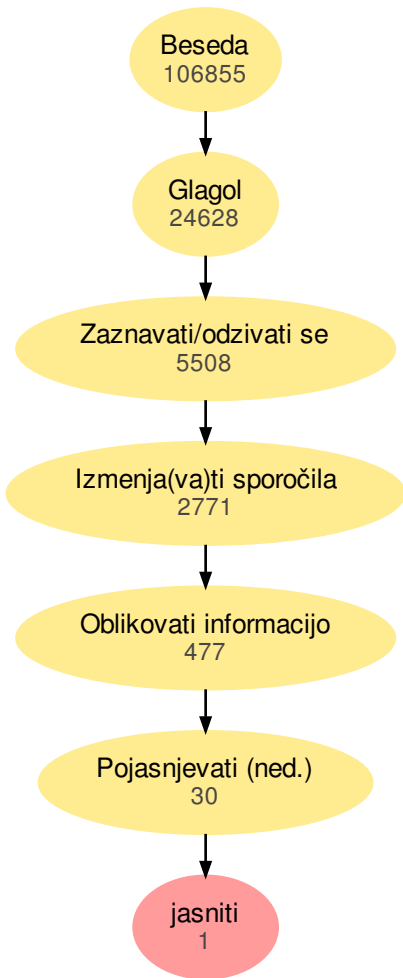 Beseda
106855
Glagol
24628
Zaznavati/odzivati se
5508
Izmenja(va)ti sporočila
2771
Oblikovati informacijo
477
Pojasnjevati (ned.)
30
jasniti
1